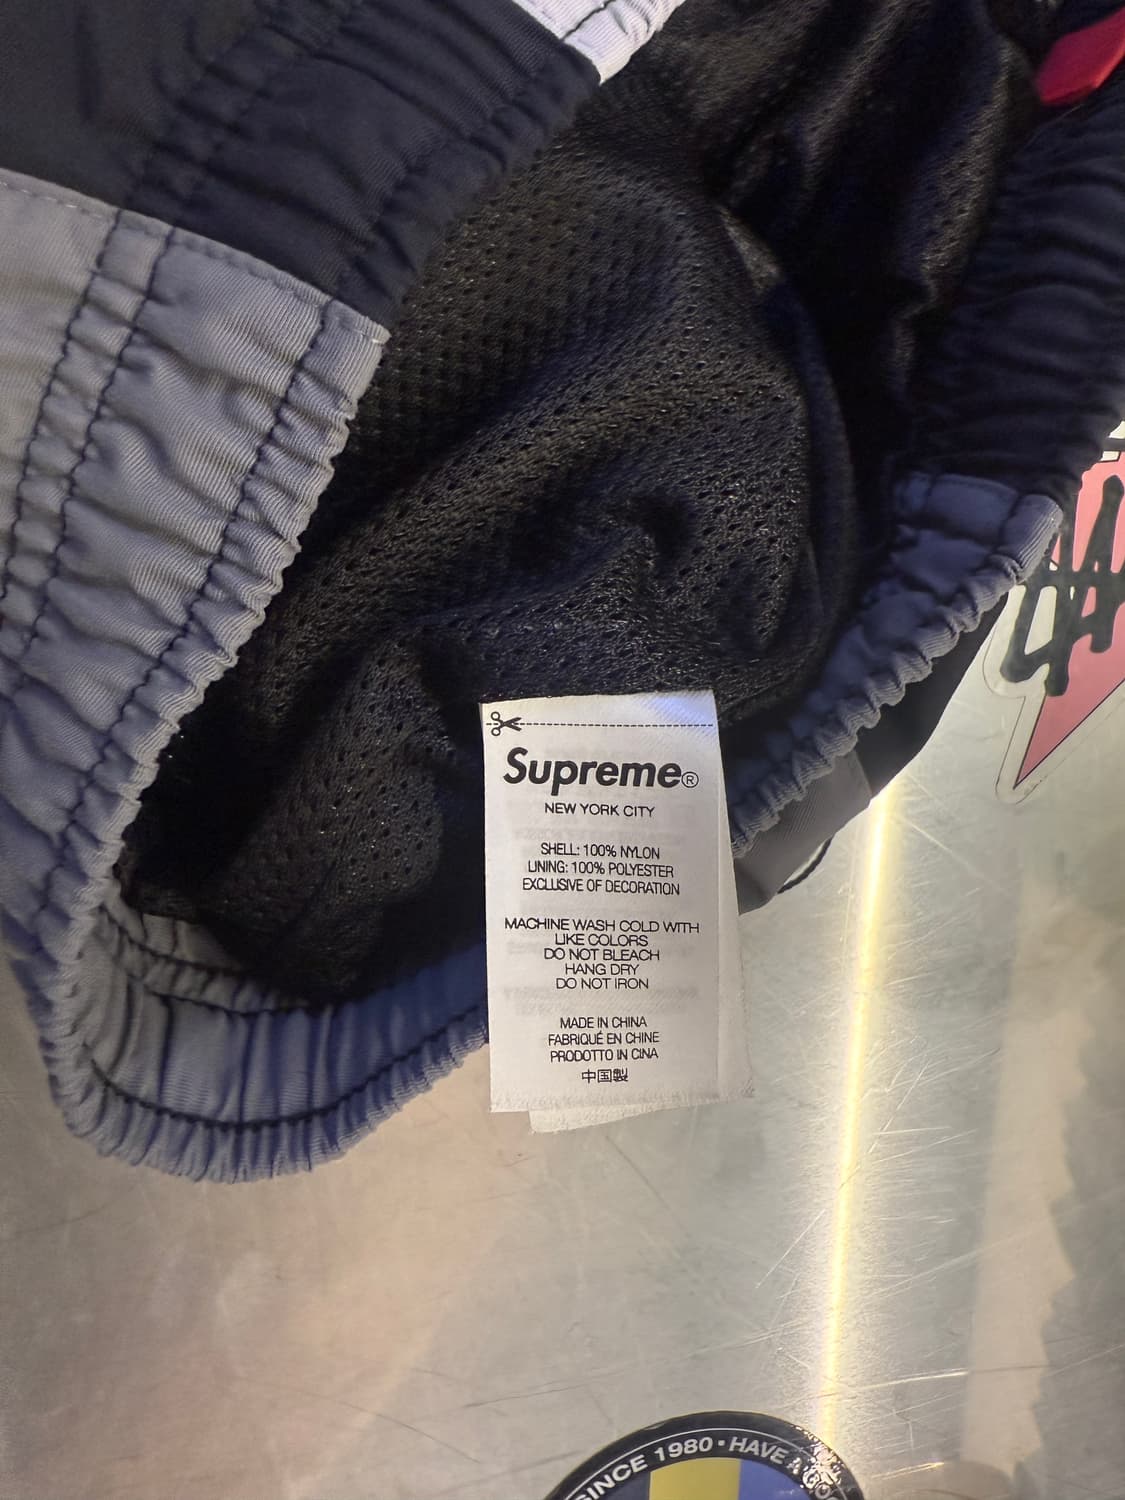 Supreme®
NEW YORK CITY
SHELL: 100% NYLON
LINING: 100% POLYESTER
EXCLUSIVE OF DECORATION
MACHINE WASH COLD WITH
LIKE COLORS
DO NOT BLEACH
HANG DRY
DO NOT IRON
MADE IN CHINA
FABRIQUÉ EN CHINE
PRODOTTO IN CINA
中国製
SINCE 1980 • HAVE A